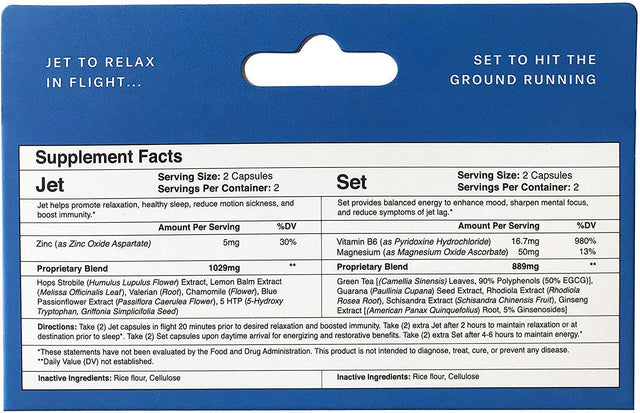 JET TO RELAX
IN FLIGHT...
SET TO HIT THE
GROUND RUNNING
Supplement Facts
Jet
Serving Size: 2 Capsules
Servings Per Container: 2
Jet helps promote relaxation, healthy sleep, reduce motion sickness, and
boost immunity.*
Amount Per Serving %DV
Zinc (as Zinc Oxide Aspartate) 5mg 30%
Proprietary Blend 1029mg **
Hops Strobile (Humulus Lupulus Flower) Extract, Lemon Balm Extract
(Melissa Officinalis Leaf), Valerian (Root), Chamomile (Flower), Blue
Passionflower Extract (Passiflora Caerulea Flower), 5 HTP (5-Hydroxy
Tryptophan, Griffonia Simplicifolia Seed)
Set
Serving Size: 2 Capsules
Servings Per Container: 2
Set provides balanced energy to enhance mood, sharpen mental focus,
and reduce symptoms of jet lag.*
Amount Per Serving %DV
Vitamin B6 (as Pyridoxine Hydrochloride) 16.7mg 980%
Magnesium (as Magnesium Oxide Ascorbate) 50mg 13%
Proprietary Blend 889mg **
Green Tea [(Camellia Sinensis) Leaves, 90% Polyphenols (50% EGCG)],
Guarana (Paullinia Cupana) Seed Extract, Rhodiola Extract (Rhodiola
Rosea Root), Schisandra Extract (Schisandra Chinensis Fruit), Ginseng
Extract [(American Panax Quinquefolius) Root, 5% Ginsenosides]
Directions: Take (2) Jet capsules in flight 20 minutes prior to desired relaxation and boosted immunity. Take (2) extra Jet after 2 hours to maintain relaxation or at
destination prior to sleep*. Take (2) Set capsules upon daytime arrival for energizing and restorative benefits. Take (2) extra Set after 4-6 hours to maintain energy.*
*These statements have not been evaluated by the Food and Drug Administration. This product is not intended to diagnose, treat, cure, or prevent any disease.
**Daily Value (DV) not established.
Inactive Ingredients: Rice flour, Cellulose
Inactive Ingredients: Rice flour, Cellulose